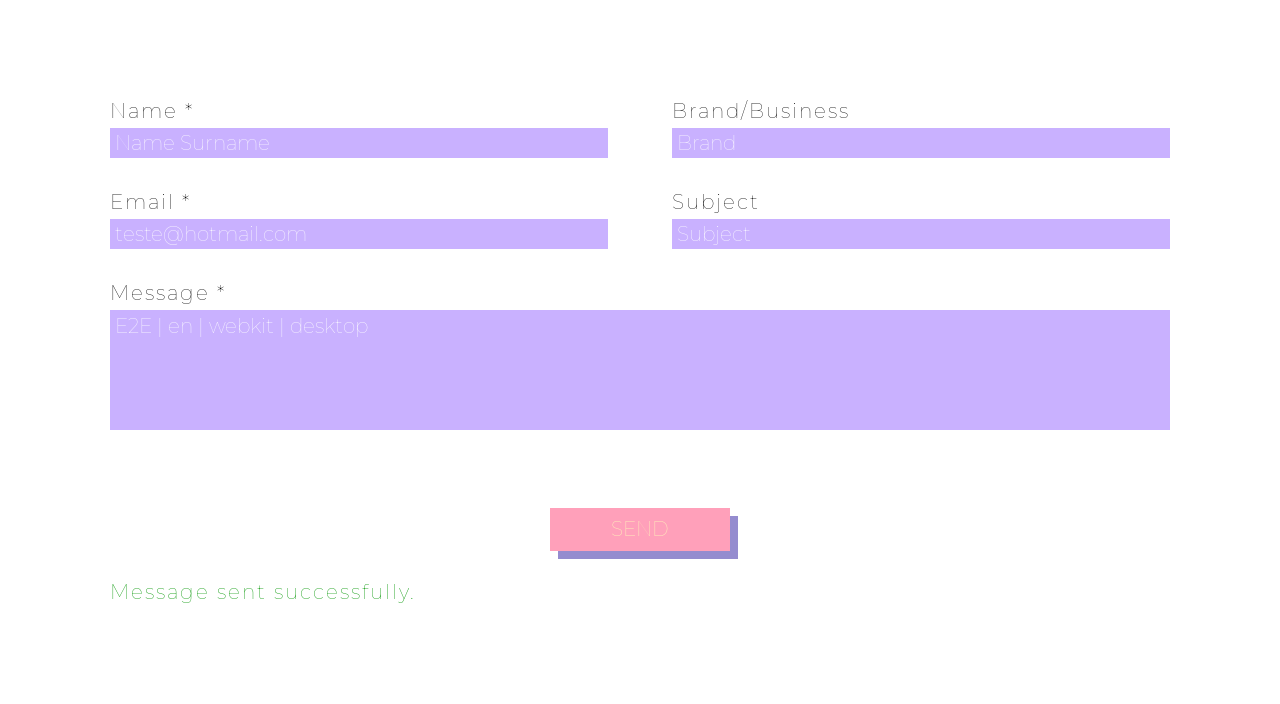 Name *
Name Surname
Brand/Business
Brand
Email *
teste@hotmail.com
Subject
Subject
Message *
E2E | en | webkit | desktop
SEND
Message sent successfully.